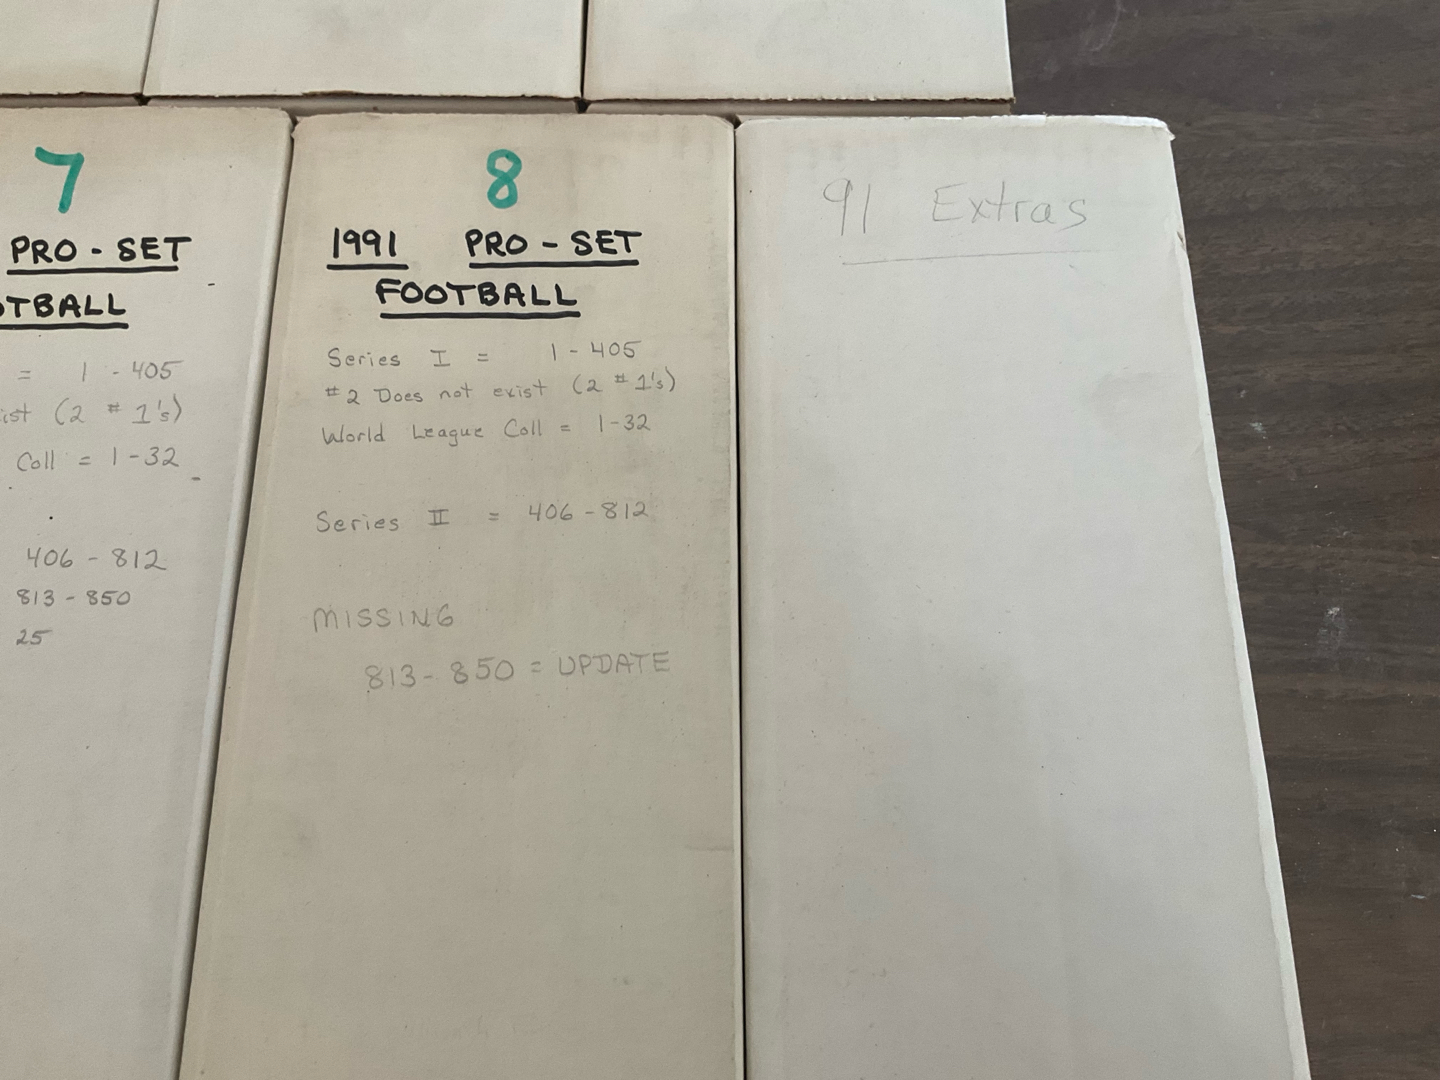 7
PRO - SET
OTBALL
= 1 - 405
ist (2 # 1's)
Coll = 1 - 32
406 - 812
813 - 850
25
8
1991 PRO - SET
FOOTBALL
Series I = 1 - 405
#2 Does not exist (2 # 1's)
World League Coll = 1-32
Series II = 406 - 812
MISSING
813 - 850 = UPDATE
91 Extras